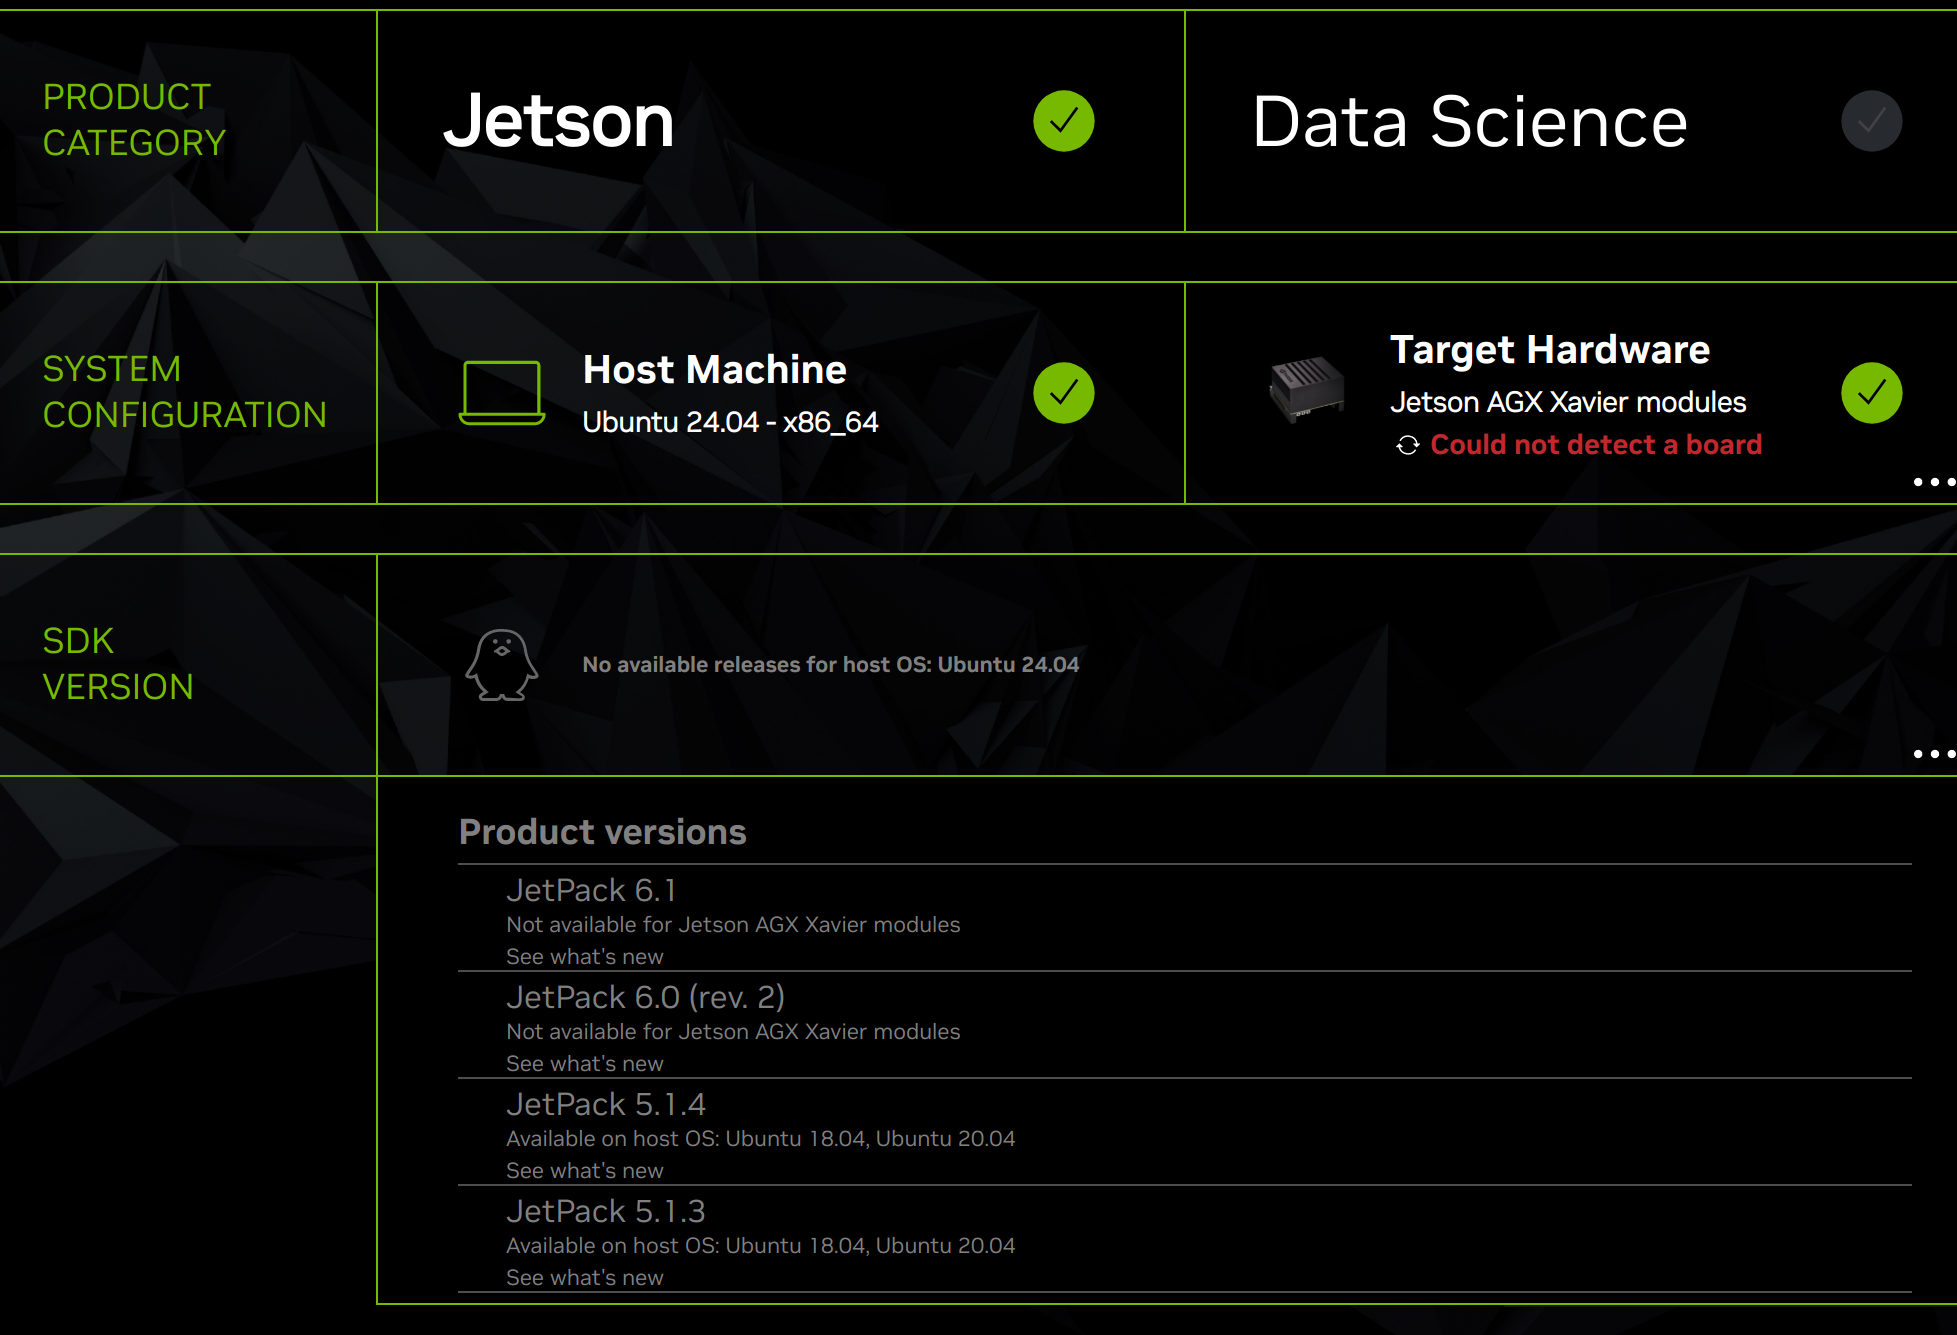 PRODUCT
CATEGORY
Jetson
Data Science
SYSTEM
CONFIGURATION
Host Machine
Ubuntu 24.04 - x86_64
Target Hardware
Jetson AGX Xavier modules
Could not detect a board
SDK
VERSION
No available releases for host OS: Ubuntu 24.04
Product versions
JetPack 6.1
Not available for Jetson AGX Xavier modules
See what's new
JetPack 6.0 (rev. 2)
Not available for Jetson AGX Xavier modules
See what's new
JetPack 5.1.4
Available on host OS: Ubuntu 18.04, Ubuntu 20.04
See what's new
JetPack 5.1.3
Available on host OS: Ubuntu 18.04, Ubuntu 20.04
See what's new